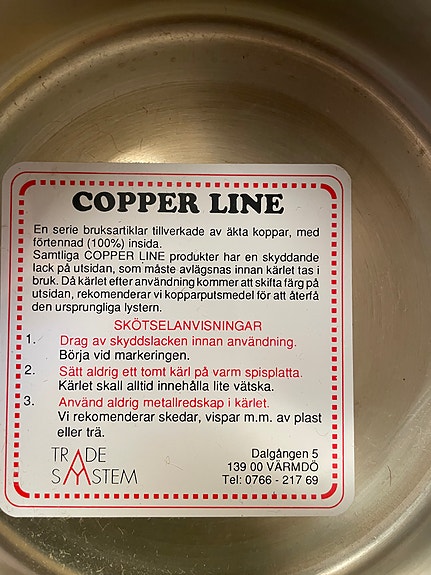 COPPER LINE
En serie bruksartiklar tillverkade av äkta koppar, med
förtennad (100%) insida.
Samtliga COPPER LINE produkter har en skyddande
lack på utsidan, som måste avlägsnas innan kärlet tas i
bruk. Då kärlet efter användning kommer att skifta färg på
utsidan, rekomenderar vi kopparputsmedel för att återfå
den ursprungliga lystern.
SKÖTSELANVISNINGAR
1. Drag av skyddslacken innan användning.
Börja vid markeringen.
2. Sätt aldrig ett tomt kärl på varm spisplatta.
Kärlet skall alltid innehålla lite vätska.
3. Använd aldrig metallredskap i kärlet.
Vi rekomenderar skedar, vispar m.m. av plast
eller trä.
TRADE
SYSTEM
Dalgången 5
139 00 VÄRMDÖ
Tel: 0766 - 217 69